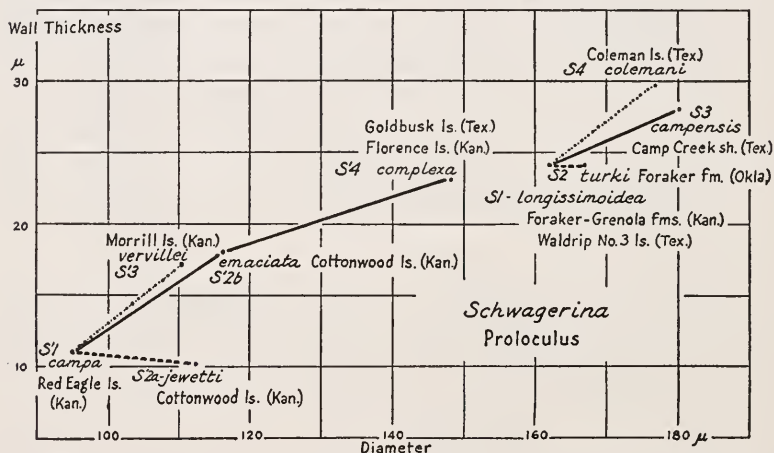 Wall Thickness
μ
30
20
10
Coleman ls. (Tex.)
S4 colemani
S3
campensis
Camp Creek sh. (Tex.)
S2 turki Foraker fm. (Okla.)
S1-longissimoidea
Foraker-Grenola fms. (Kan.)
Waldrip No. 3 ls. (Tex.)
Goldbusk ls. (Tex.)
Florence ls. (Kan.)
S'4 complexa
Morrill ls. (Kan.)
vervillei
S'3
emaciata Cottonwood ls. (Kan.)
S'2b
S'1
campa
Red Eagle ls.
(Kan.)
S'2a-jewetti
Cottonwood ls. (Kan.)
Schwagerina
Proloculus
100 120 140 160 180 μ
Diameter